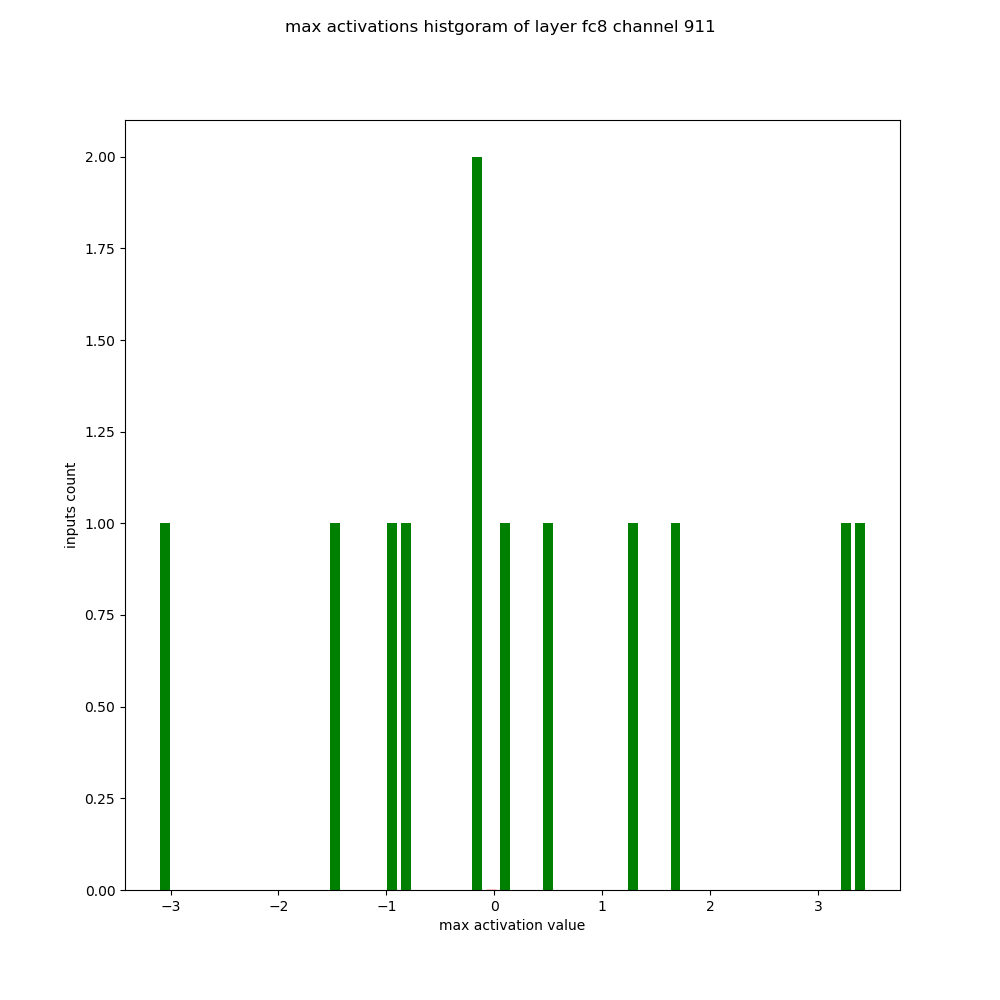 max activations histgoram of layer fc8 channel 911
2.00
1.75
1.50
1.25
1.00
0.75
0.50
0.25
0.00
inputs count
−3 −2 −1 0 1 2 3
max activation value